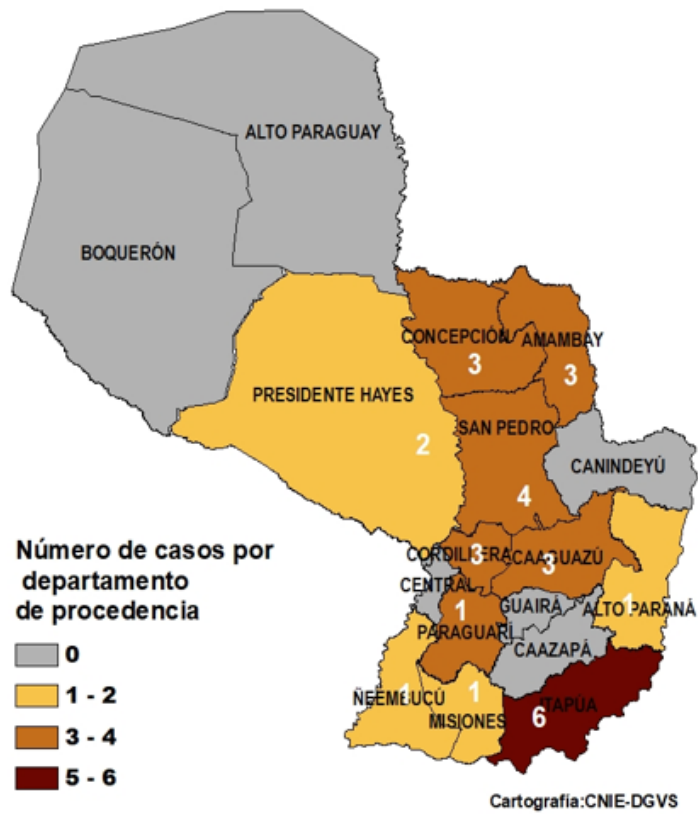 ALTO PARAGUAY
BOQUERÓN
CONCEPCIÓN
3
AMAMBAY
3
PRESIDENTE HAYES
2
SAN PEDRO
4
CANINDEYÚ
CORDILLERA
3
CAAGUAZÚ
3
CENTRAL
1
PARAGUARÍ
GUAIRÁ
ALTO PARANÁ
1
CAAZAPÁ
ÑEEMBUCÚ
1
MISIONES
1
ITAPÚA
6
Número de casos por
departamento
de procedencia
0
1 - 2
3 - 4
5 - 6
Cartografía:CNIE-DGVS